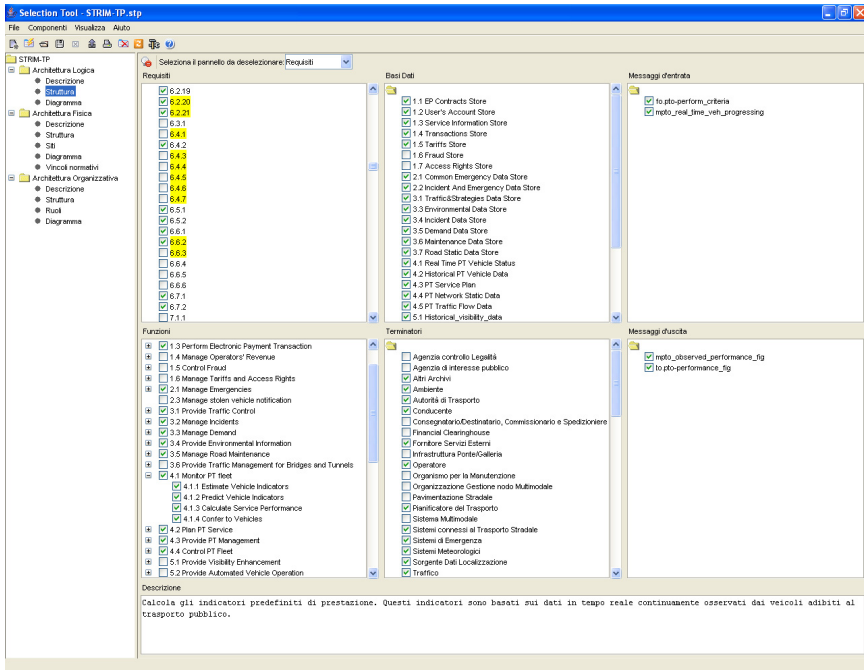 Selection Tool - STRIM-TP.stp
File Componenti Visualizza Aiuto
STRIM-TP
Architettura Logica
Descrizione
Struttura
Diagramma
Architettura Fisica
Descrizione
Struttura
Siti
Diagramma
Vincoli normativi
Architettura Organizzativa
Descrizione
Struttura
Ruoli
Diagramma
Seleziona il pannello da deselezionare: Requisiti
Requisiti
6.2.19
6.2.20
6.2.21
6.3.1
6.4.1
6.4.2
6.4.3
6.4.4
6.4.5
6.4.6
6.4.7
6.5.1
6.5.2
6.6.1
6.6.2
6.6.3
6.6.4
6.6.5
6.6.6
6.7.1
6.7.2
7.1.1
Basi Dati
1.1 EP Contracts Store
1.2 User's Account Store
1.3 Service Information Store
1.4 Transactions Store
1.5 Tariffs Store
1.6 Fraud Store
1.7 Access Rights Store
2.1 Common Emergency Data Store
2.2 Incident And Emergency Data Store
3.1 Traffic&Strategies Data Store
3.3 Environmental Data Store
3.4 Incident Data Store
3.5 Demand Data Store
3.6 Maintenance Data Store
3.7 Road Static Data Store
4.1 Real Time PT Vehicle Status
4.2 Historical PT Vehicle Data
4.3 PT Service Plan
4.4 PT Network Static Data
4.5 PT Traffic Flow Data
5.1 Historical_visibility_data
Messaggi d'entrata
fo.pto-perform_criteria
mpto_real_time_veh_progressing
Funzioni
1.3 Perform Electronic Payment Transaction
1.4 Manage Operators' Revenue
1.5 Control Fraud
1.6 Manage Tariffs and Access Rights
2.1 Manage Emergencies
2.3 Manage stolen vehicle notification
3.1 Provide Traffic Control
3.2 Manage Incidents
3.3 Manage Demand
3.4 Provide Environmental Information
3.5 Manage Road Maintenance
3.6 Provide Traffic Management for Bridges and Tunnels
4.1 Monitor PT fleet
4.1.1 Estimate Vehicle Indicators
4.1.2 Predict Vehicle Indicators
4.1.3 Calculate Service Performance
4.1.4 Confer to Vehicles
4.2 Plan PT Service
4.3 Provide PT Management
4.4 Control PT Fleet
5.1 Provide Visibility Enhancement
5.2 Provide Automated Vehicle Operation
Terminatori
Agenzia controllo Legalità
Agenzia di interesse pubblico
Altri Archivi
Ambiente
Autorità di Trasporto
Conducente
Consegnatario/Destinatario, Commissionario e Spedizioniere
Financial Clearinghouse
Fornitore Servizi Esterni
Infrastruttura Ponte/Galleria
Operatore
Organismo per la Manutenzione
Organizzazione Gestione nodo Multimodale
Pavimentazione Stradale
Pianificatore del Trasporto
Sistema Multimodale
Sistemi connessi al Trasporto Stradale
Sistemi di Emergenza
Sistemi Meteorologici
Sorgente Dati Localizzazione
Traffico
Messaggi d'uscita
mpto_observed_performance_fig
to.pto-performance_fig
Descrizione
Calcola gli indicatori predefiniti di prestazione. Questi indicatori sono basati sui dati in tempo reale continuamente osservati dai veicoli adibiti al
trasporto pubblico.